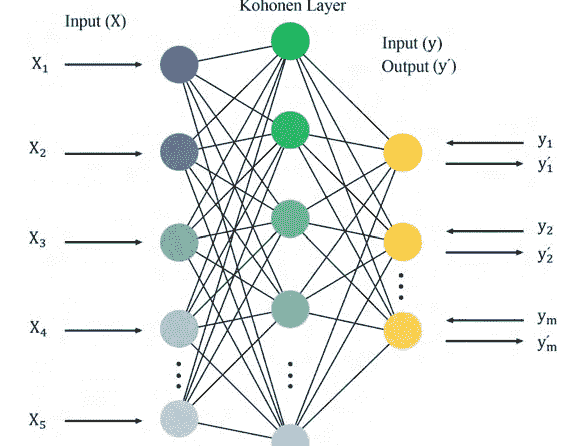 Kohonen Layer
Input (X)
Input (y)
Output (y′)
X₁
X₂
X₃
X₄
X₅
y₁
y′₁
y₂
y′₂
yₘ
y′ₘ